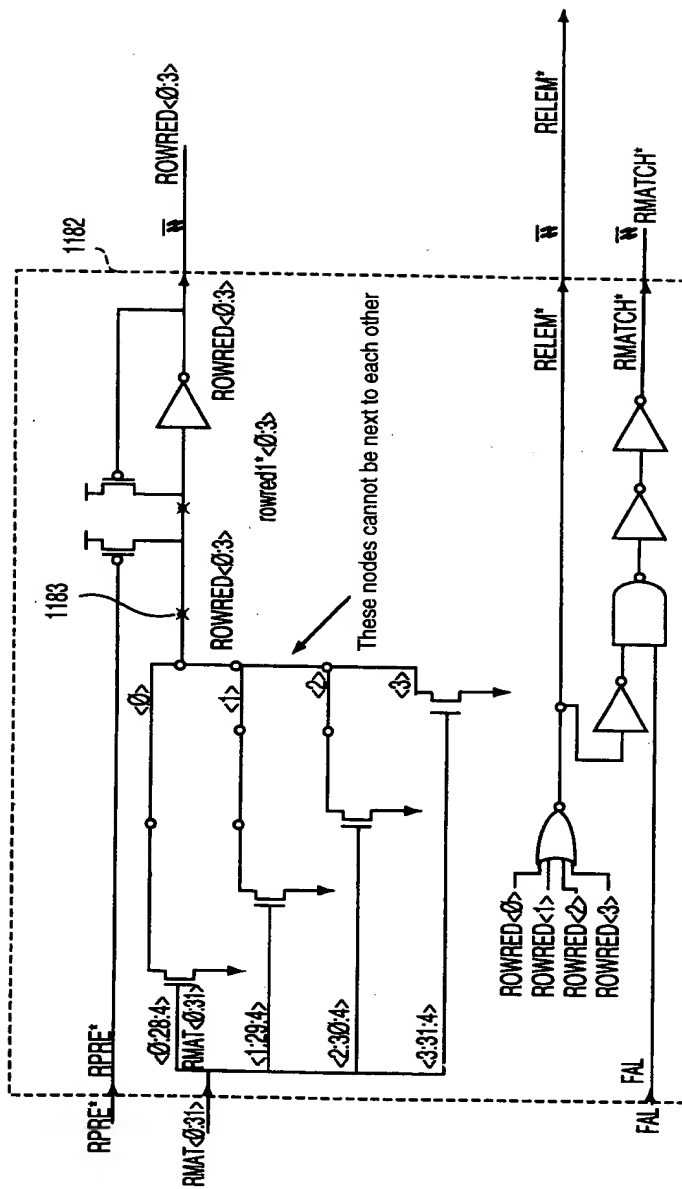 1182
RPRE* RPRE*
1183
ROWRED<Ø:3>
ROWRED<Ø:3>
rowred1*<Ø:3>
ROWRED<Ø:3>
<Ø>
<1>
<2>
<3>
These nodes cannot be next to each other
<Ø:28:4>
RMAT<Ø:31>
<1:29:4>
<2:3Ø:4>
<3:31:4>
RMAT<Ø:31>
ROWRED<Ø>
ROWRED<1>
ROWRED<2>
ROWRED<3>
RELEM* RELEM*
RMATCH* RMATCH*
FAL FAL